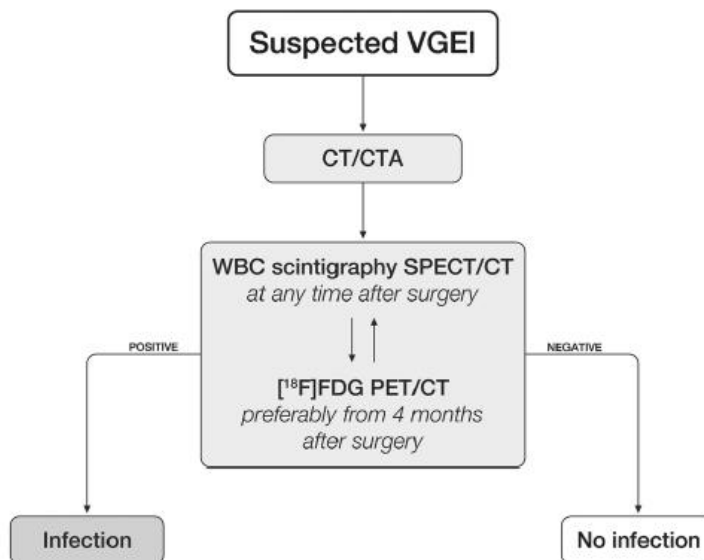 Suspected VGEI
CT/CTA
WBC scintigraphy SPECT/CT
at any time after surgery
POSITIVE
NEGATIVE
[¹⁸F]FDG PET/CT
preferably from 4 months
after surgery
Infection
No infection